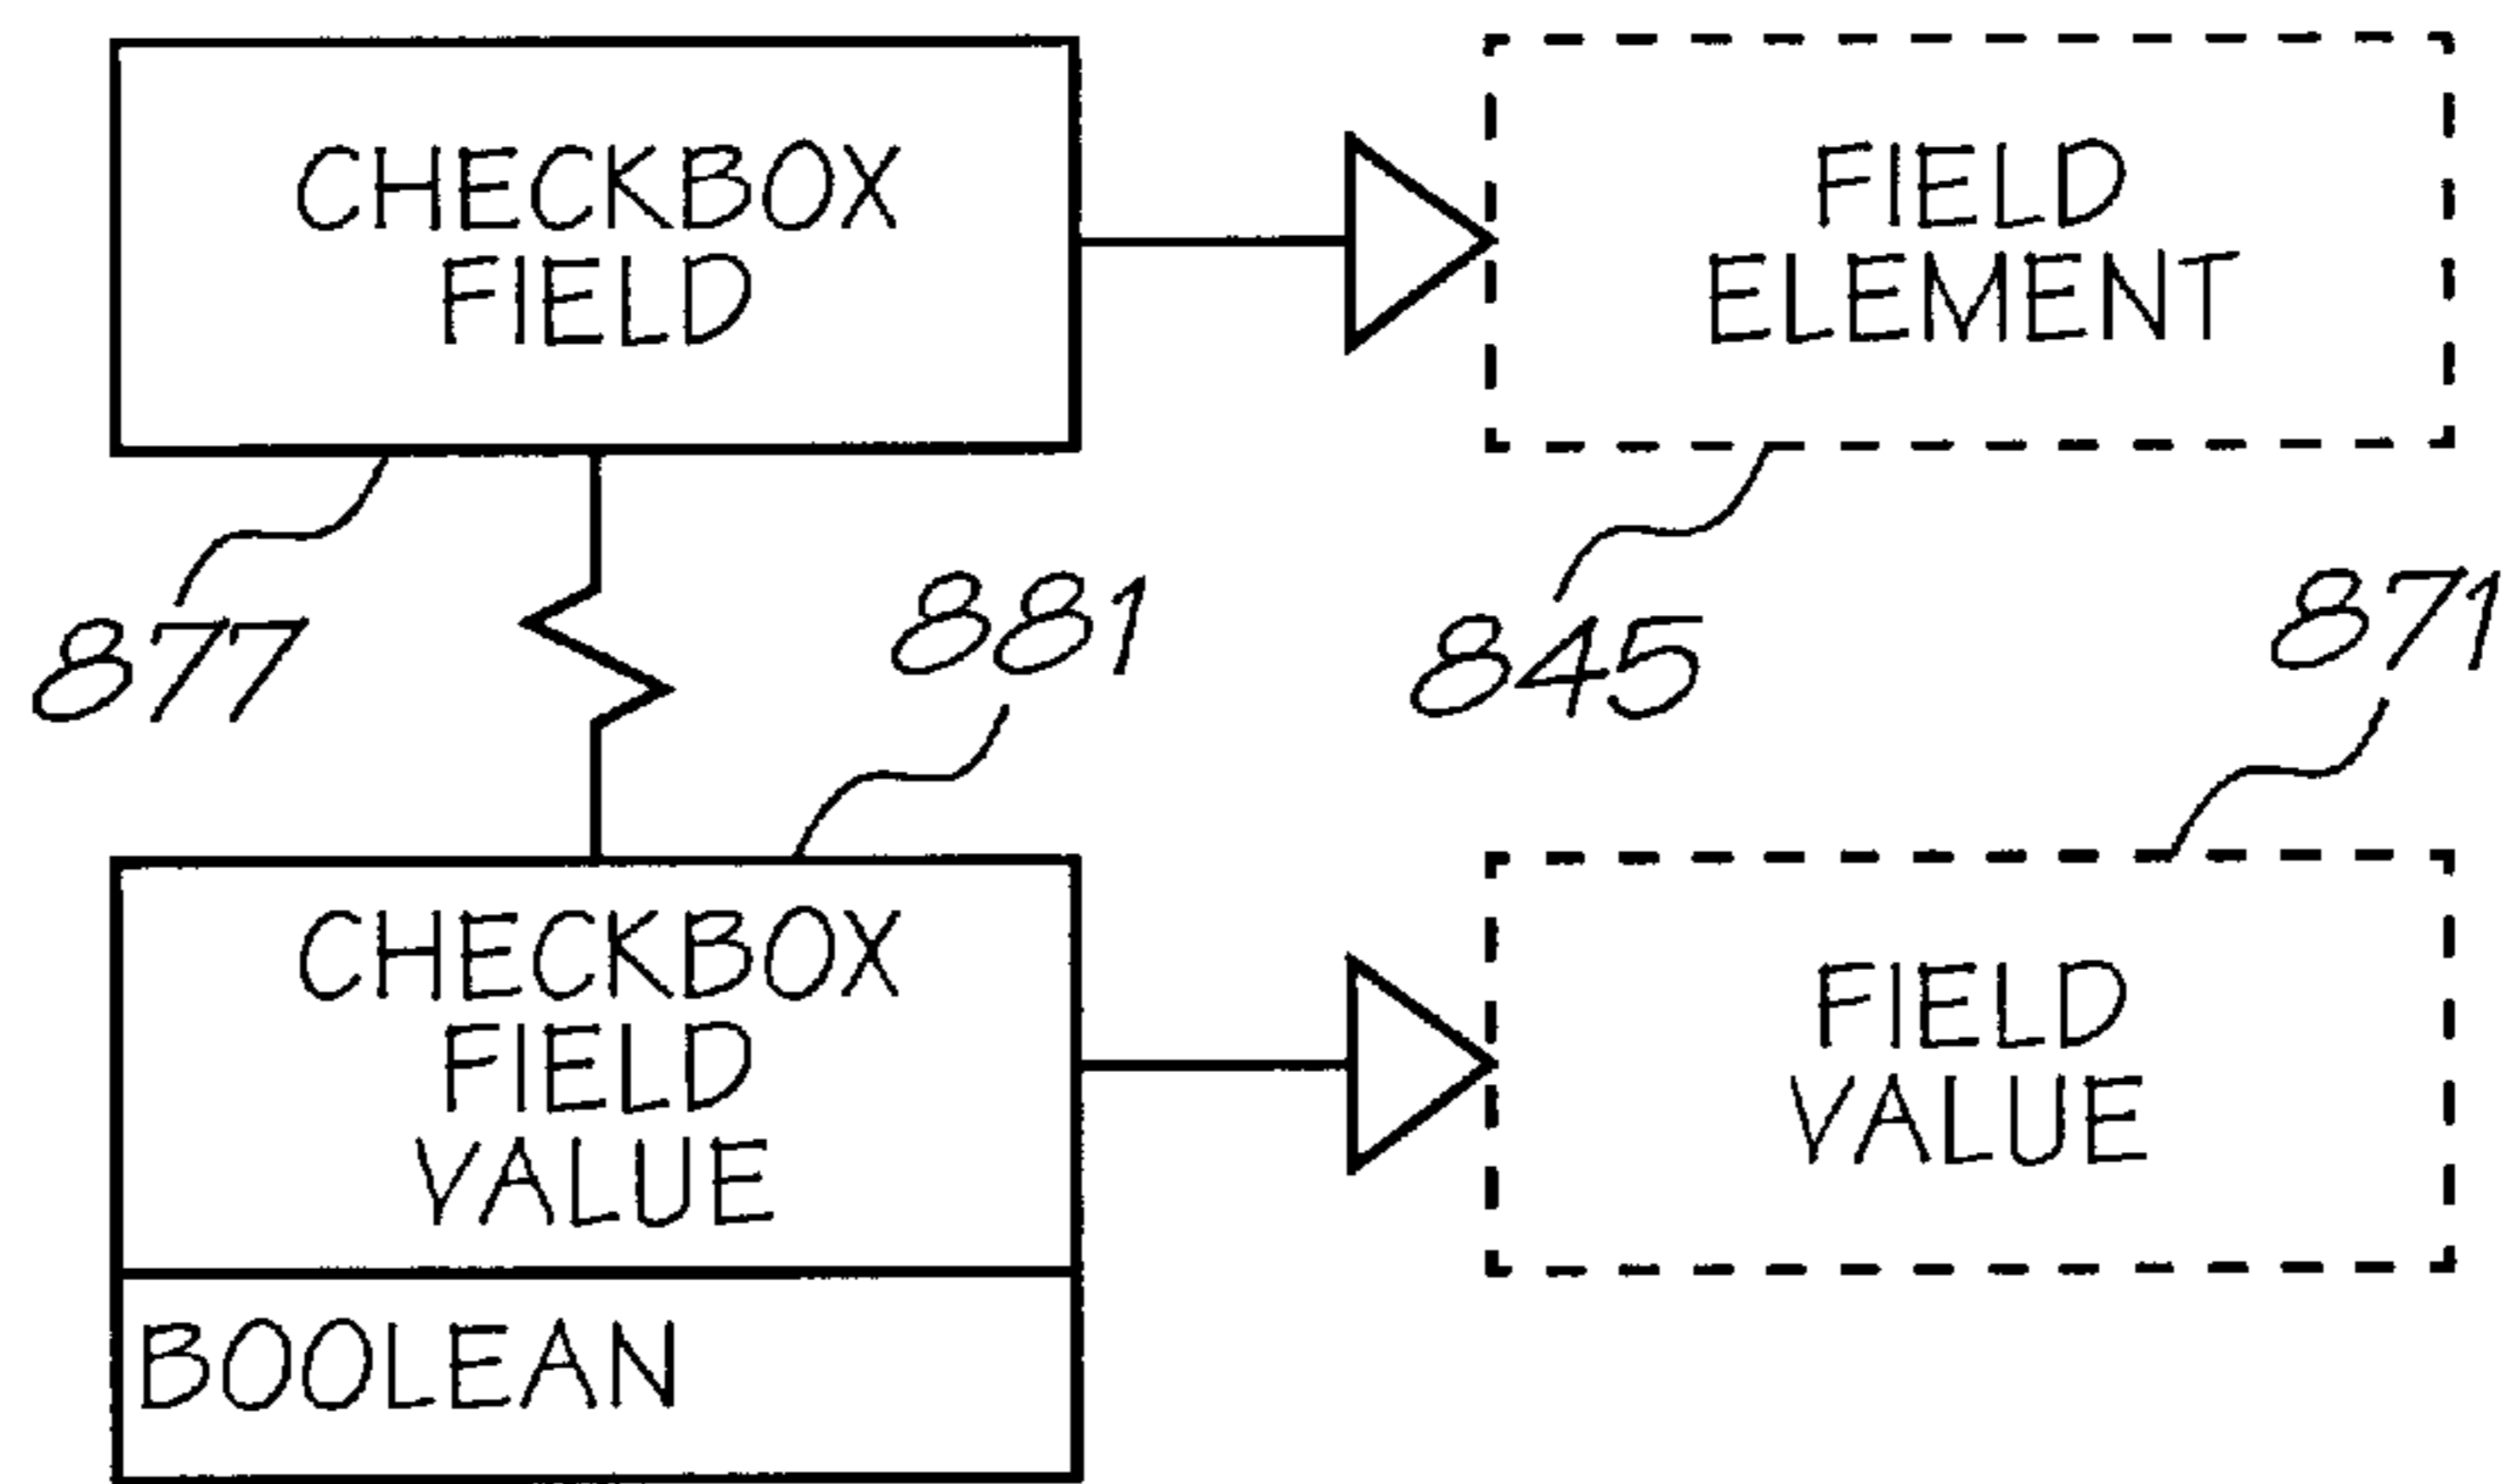 CHECKBOX
FIELD
FIELD
ELEMENT
877
881
845
871
CHECKBOX
FIELD
VALUE
BOOLEAN
FIELD
VALUE